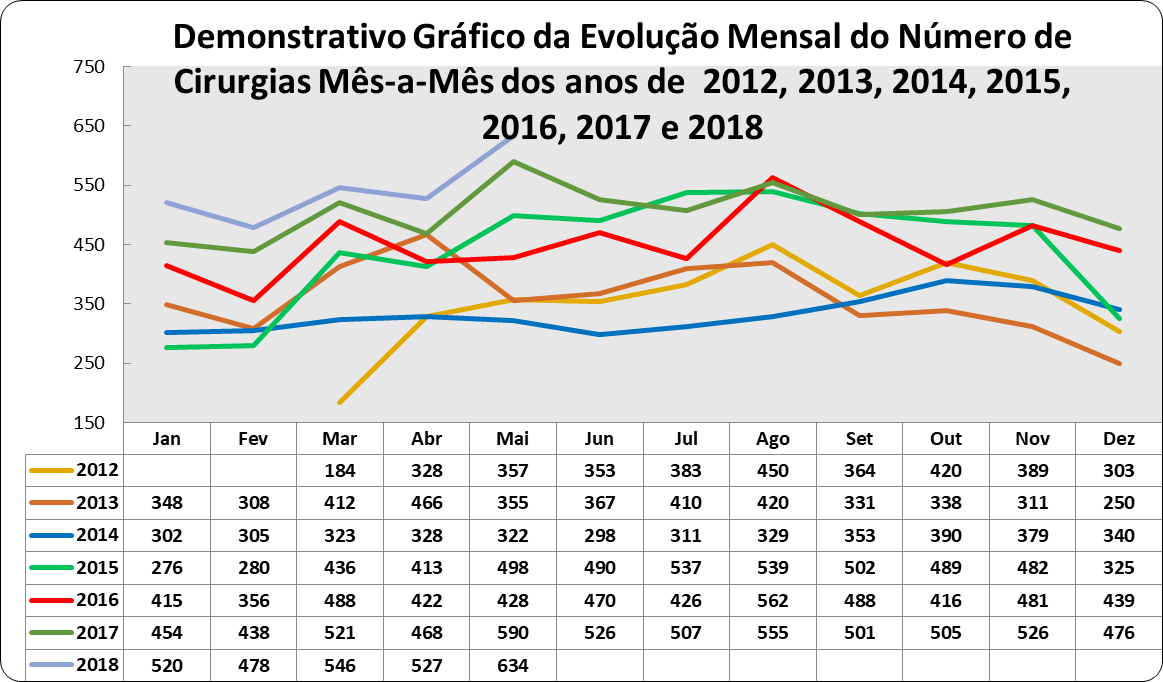 Demonstrativo Gráfico da Evolução Mensal do Número de
Cirurgias Mês-a-Mês dos anos de 2012, 2013, 2014, 2015,
2016, 2017 e 2018
750
650
550
450
350
250
150
Jan Fev Mar Abr Mai Jun Jul Ago Set Out Nov Dez
2012 184 328 357 353 383 450 364 420 389 303
2013 348 308 412 466 355 367 410 420 331 338 311 250
2014 302 305 323 328 322 298 311 329 353 390 379 340
2015 276 280 436 413 498 490 537 539 502 489 482 325
2016 415 356 488 422 428 470 426 562 488 416 481 439
2017 454 438 521 468 590 526 507 555 501 505 526 476
2018 520 478 546 527 634